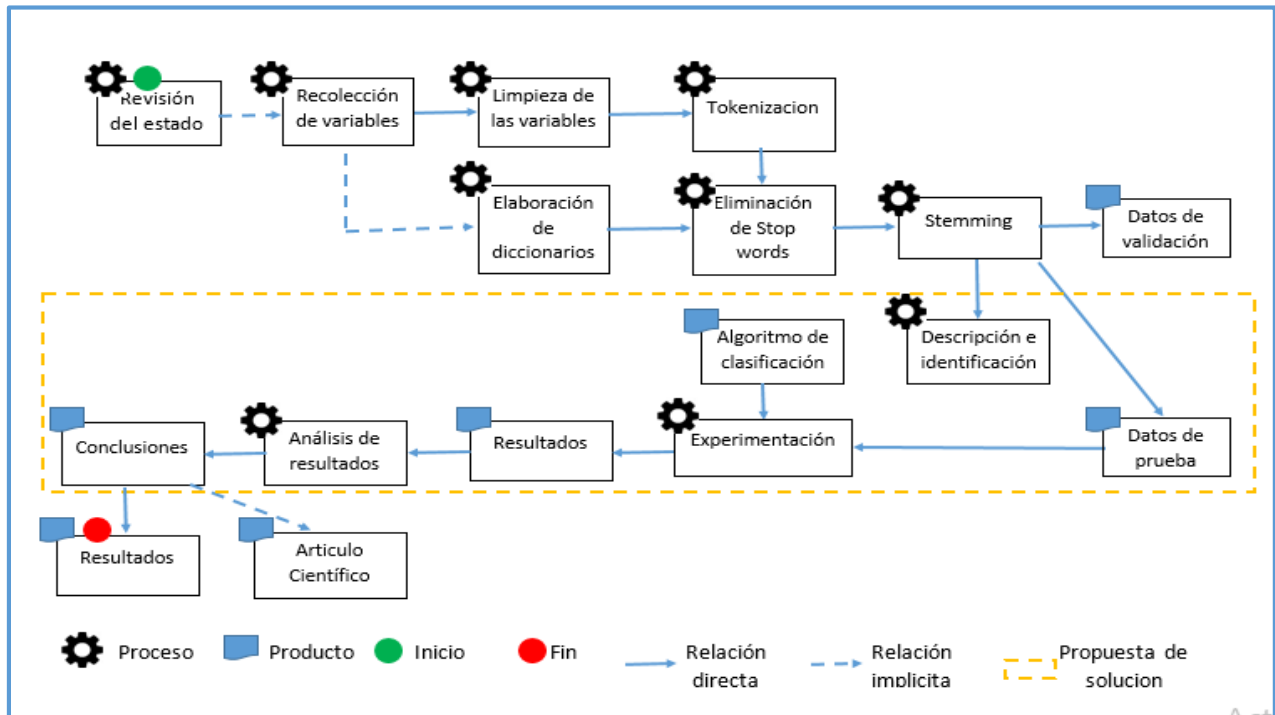 Revisión
del estado
Recolección
de variables
Limpieza de
las variables
Tokenizacion
Elaboración
de
diccionarios
Eliminación
de Stop
words
Stemming
Datos de
validación
Algoritmo de
clasificación
Descripción e
identificación
Conclusiones
Análisis de
resultados
Resultados
Experimentación
Datos de
prueba
Resultados
Articulo
Científico
Proceso
Producto
Inicio
Fin
Relación
directa
Relación
implicita
Propuesta de
solucion